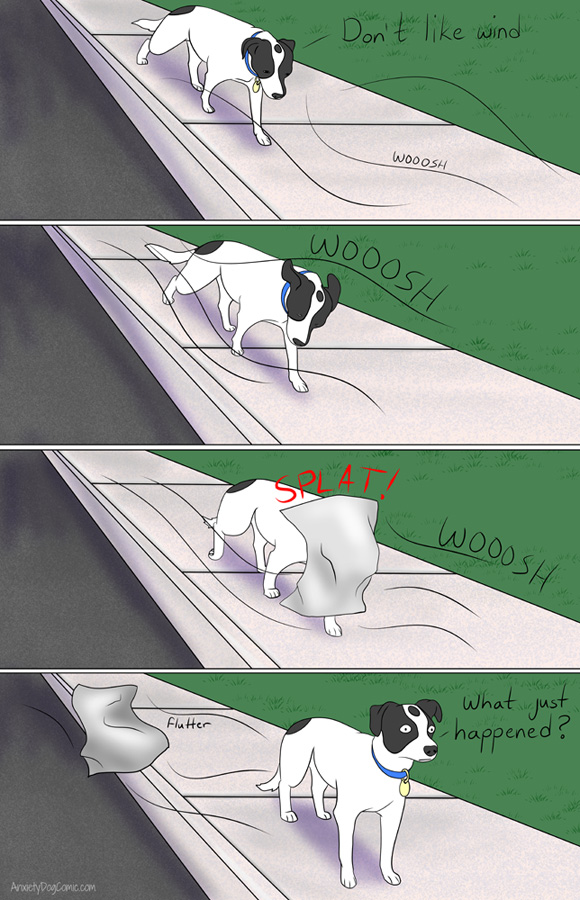 Don't like wind
WOOOSH
WOOOSH
SPLAT!
WOOOSH
What just
happened?
Flutter
AnxietyDogComic.com